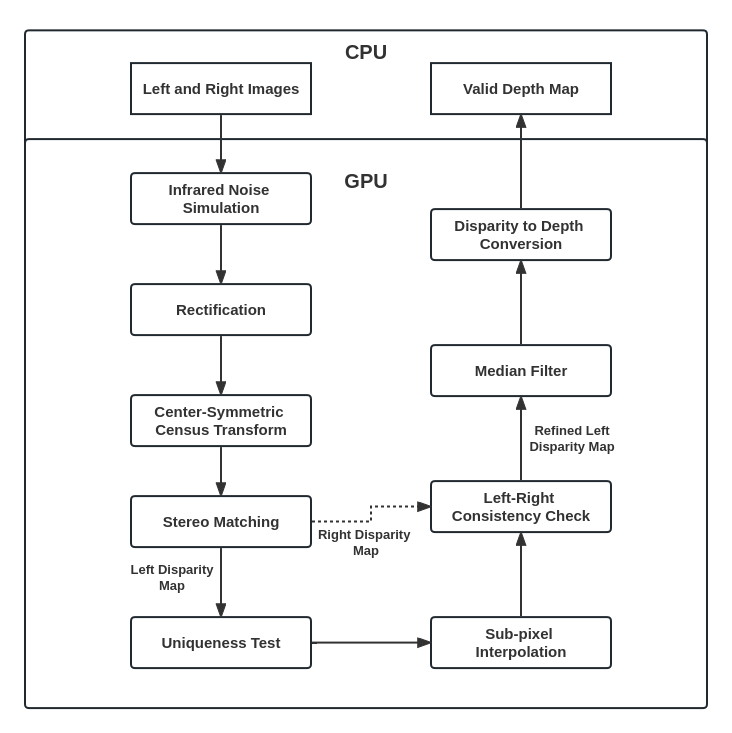 CPU
Left and Right Images
Valid Depth Map
GPU
Infrared Noise
Simulation
Rectification
Center-Symmetric
Census Transform
Stereo Matching
Left Disparity
Map
Right Disparity
Map
Uniqueness Test
Sub-pixel
Interpolation
Left-Right
Consistency Check
Refined Left
Disparity Map
Median Filter
Disparity to Depth
Conversion